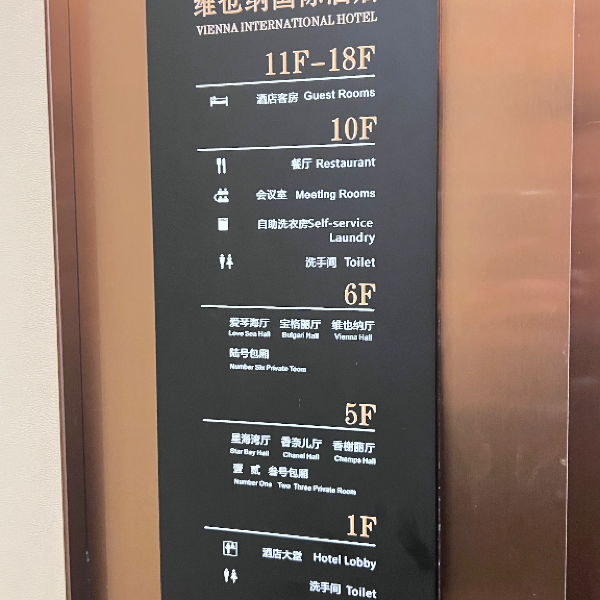 维也纳国际酒店
VIENNA INTERNATIONAL HOTEL
11F-18F
酒店客房 Guest Rooms
10F
餐厅 Restaurant
会议室 Meeting Rooms
自助洗衣房Self-service
Laundry
洗手间 Toilet
6F
爱琴海厅 宝格丽厅 维也纳厅
Love Sea Hall Bulgari Hall Vienna Hall
陆号包厢
Number Six Private Toom
5F
星海湾厅 香奈儿厅 香榭丽厅
Star Bay Hall Chanel Hall Champs Hall
壹 贰 叁号包厢
Number One Two Three Private Room
1F
酒店大堂 Hotel Lobby
洗手间 Toilet